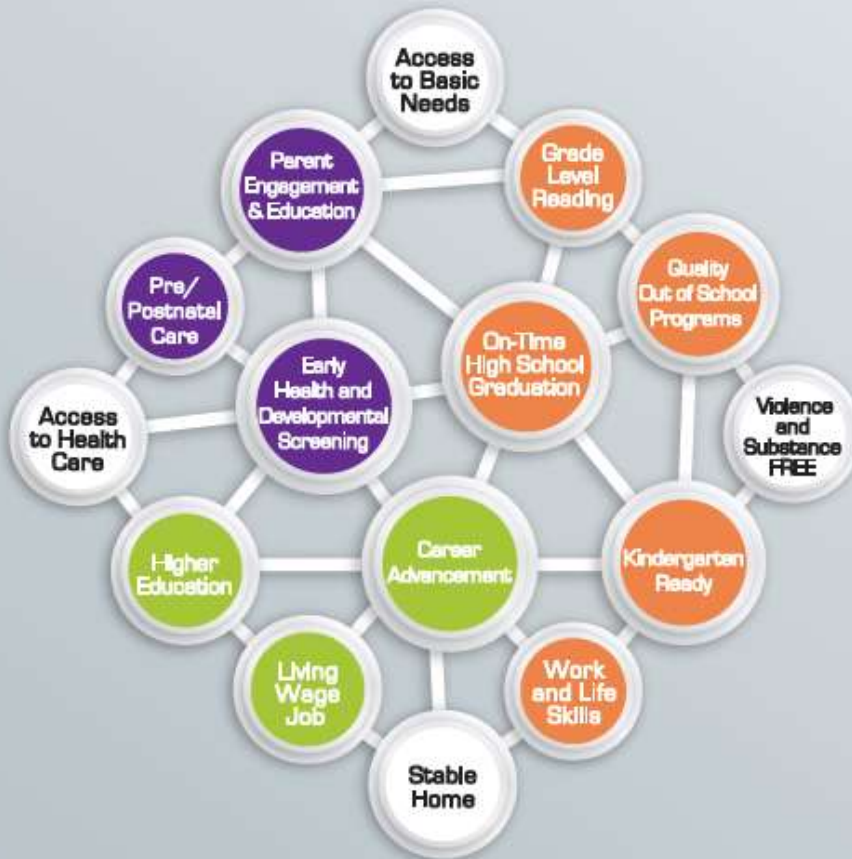 Access
to Basic
Needs
Parent
Engagement
& Education
Grade
Level
Reading
Pre/
Postnatal
Care
Quality
Out of School
Programs
On-Time
High School
Graduation
Early
Health and
Developmental
Screening
Access
to Health
Care
Violence
and
Substance
FREE
Higher
Education
Career
Advancement
Kindergarten
Ready
Living
Wage
Job
Work
and Life
Skills
Stable
Home